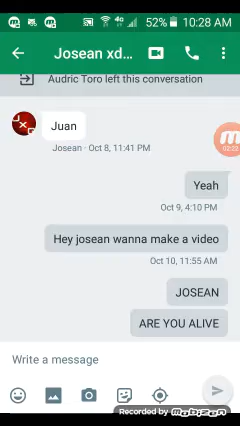 52% 10:28 AM
Josean xd...
Audric Toro left this conversation
Juan
Josean · Oct 8, 11:41 PM
Yeah
Oct 9, 4:10 PM
02:22
Hey josean wanna make a video
Oct 10, 11:55 AM
JOSEAN
ARE YOU ALIVE
Write a message
Recorded by mobizen